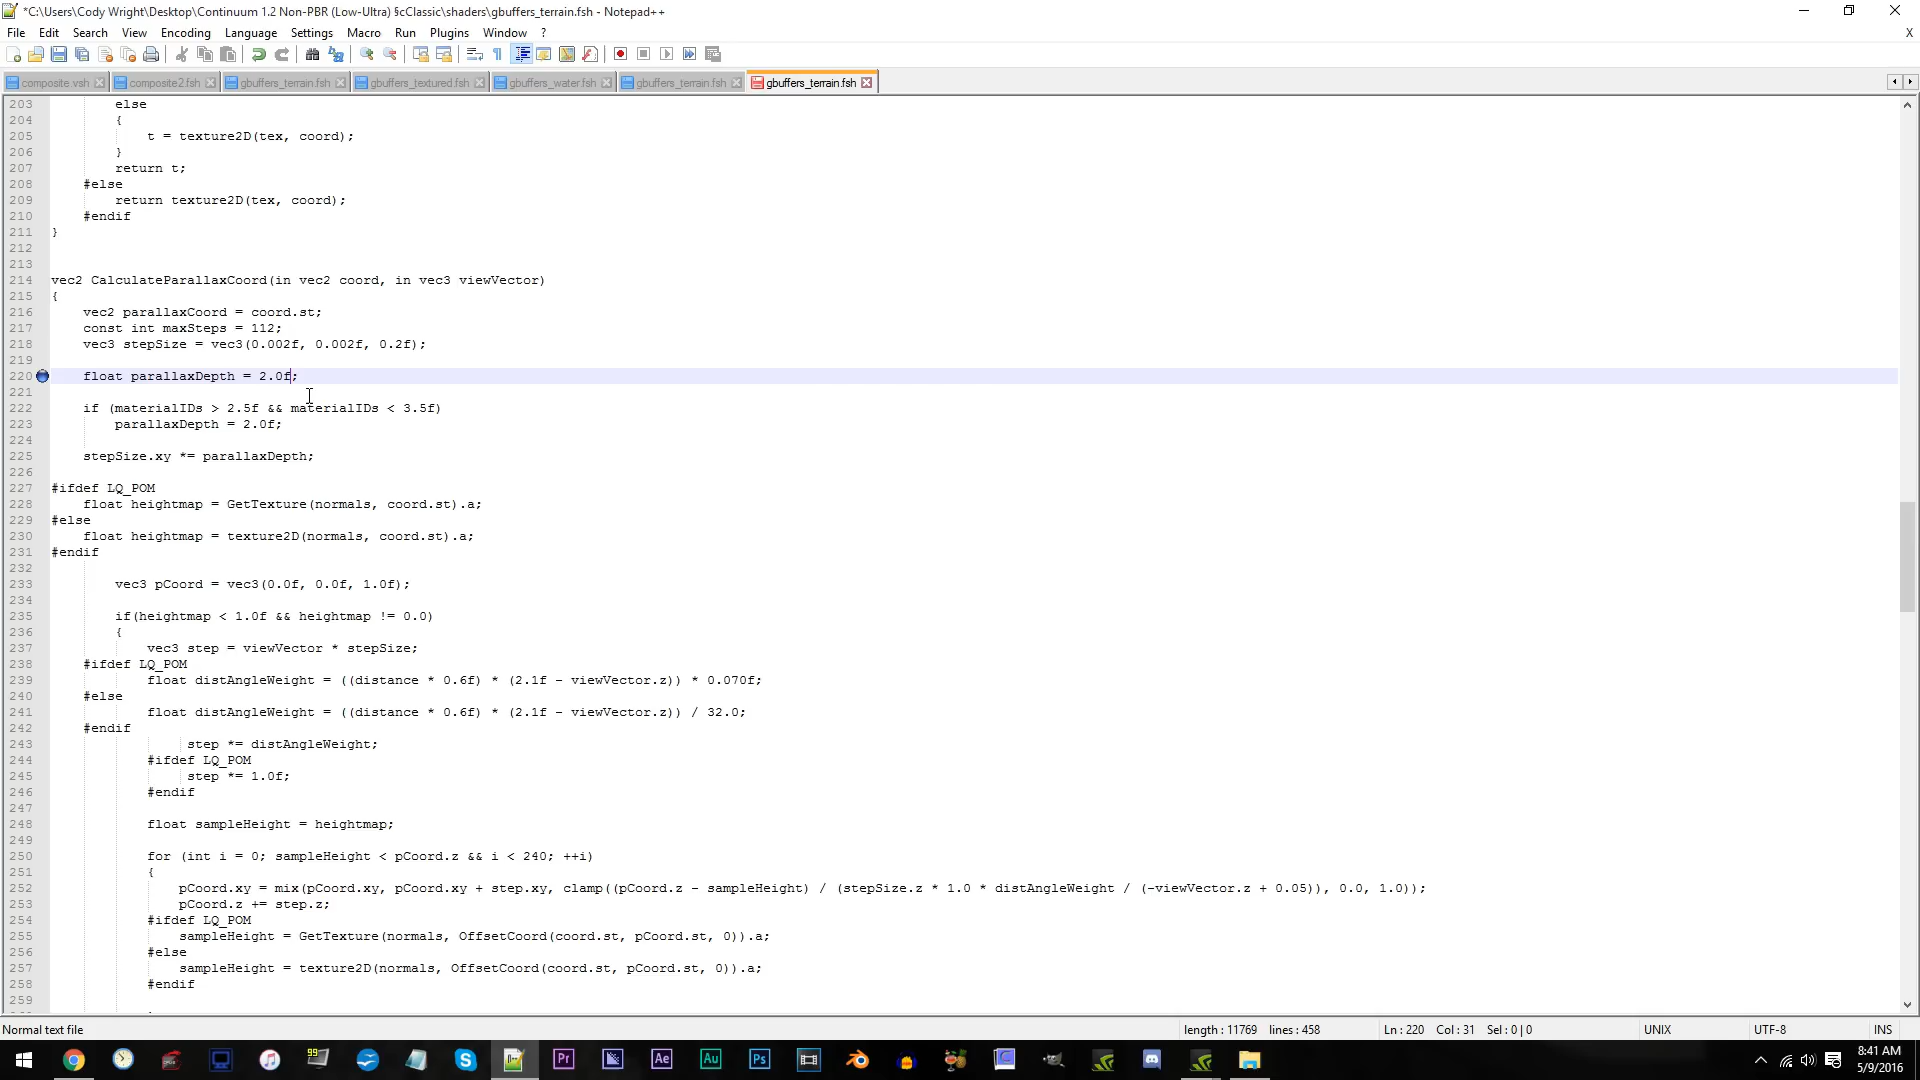 *C:\Users\Cody Wright\Desktop\Continuum 1.2 Non-PBR (Low-Ultra) §cClassic\shaders\gbuffers_terrain.fsh - Notepad++
File Edit Search View Encoding Language Settings Macro Run Plugins Window ? X
composite.vsh composite2.fsh gbuffers_terrain.fsh gbuffers_textured.fsh gbuffers_water.fsh gbuffers_terrain.fsh gbuffers_terrain.fsh
203 else
204 {
205 t = texture2D(tex, coord);
206 }
207 return t;
208 #else
209 return texture2D(tex, coord);
210 #endif
211 }
212
213
214 vec2 CalculateParallaxCoord(in vec2 coord, in vec3 viewVector)
215 {
216 vec2 parallaxCoord = coord.st;
217 const int maxSteps = 112;
218 vec3 stepSize = vec3(0.002f, 0.002f, 0.2f);
219
220 float parallaxDepth = 2.0f;
221
222 if (materialIDs > 2.5f && materialIDs < 3.5f)
223 parallaxDepth = 2.0f;
224
225 stepSize.xy *= parallaxDepth;
226
227 #ifdef LQ_POM
228 float heightmap = GetTexture(normals, coord.st).a;
229 #else
230 float heightmap = texture2D(normals, coord.st).a;
231 #endif
232
233 vec3 pCoord = vec3(0.0f, 0.0f, 1.0f);
234
235 if(heightmap < 1.0f && heightmap != 0.0)
236 {
237 vec3 step = viewVector * stepSize;
238 #ifdef LQ_POM
239 float distAngleWeight = ((distance * 0.6f) * (2.1f - viewVector.z)) * 0.070f;
240 #else
241 float distAngleWeight = ((distance * 0.6f) * (2.1f - viewVector.z)) / 32.0;
242 #endif
243 step *= distAngleWeight;
244 #ifdef LQ_POM
245 step *= 1.0f;
246 #endif
247
248 float sampleHeight = heightmap;
249
250 for (int i = 0; sampleHeight < pCoord.z && i < 240; ++i)
251 {
252 pCoord.xy = mix(pCoord.xy, pCoord.xy + step.xy, clamp((pCoord.z - sampleHeight) / (stepSize.z * 1.0 * distAngleWeight / (-viewVector.z + 0.05)), 0.0, 1.0));
253 pCoord.z += step.z;
254 #ifdef LQ_POM
255 sampleHeight = GetTexture(normals, OffsetCoord(coord.st, pCoord.st, 0)).a;
256 #else
257 sampleHeight = texture2D(normals, OffsetCoord(coord.st, pCoord.st, 0)).a;
258 #endif
259
Normal text file length : 11769 lines : 458 Ln : 220 Col : 31 Sel : 0 | 0 UNIX UTF-8 INS
99 Pr Ae Au Ps
8:41 AM
5/9/2016